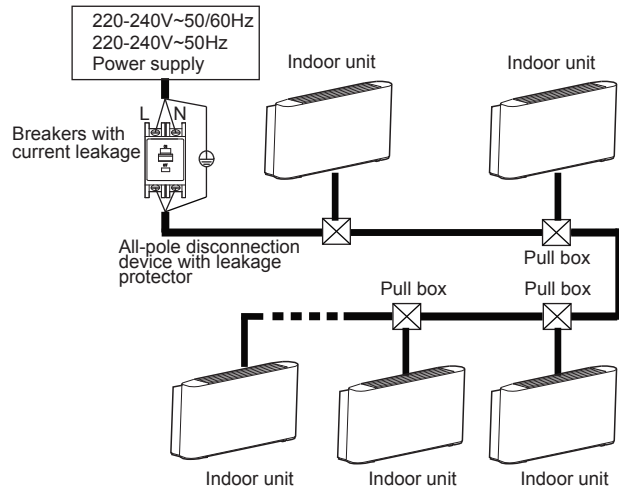 220-240V~50/60Hz
220-240V~50Hz
Power supply
Indoor unit
Indoor unit
L N
Breakers with
current leakage
All-pole disconnection
device with leakage
protector
Pull box
Pull box
Pull box
Indoor unit
Indoor unit
Indoor unit